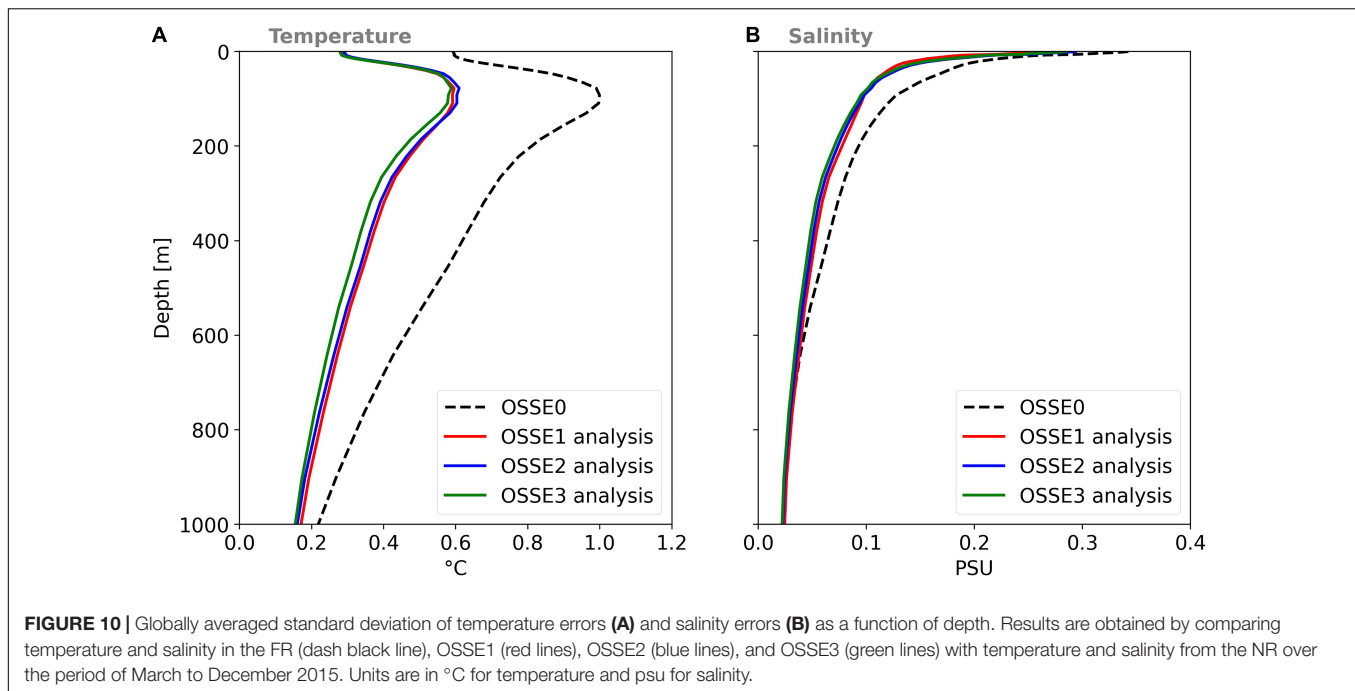 A Temperature
0
200
400
600
800
1000
Depth [m]
0.0 0.2 0.4 0.6 0.8 1.0 1.2
°C
OSSE0
OSSE1 analysis
OSSE2 analysis
OSSE3 analysis
B Salinity
0.0 0.1 0.2 0.3 0.4
PSU
OSSE0
OSSE1 analysis
OSSE2 analysis
OSSE3 analysis
FIGURE 10 | Globally averaged standard deviation of temperature errors (A) and salinity errors (B) as a function of depth. Results are obtained by comparing
temperature and salinity in the FR (dash black line), OSSE1 (red lines), OSSE2 (blue lines), and OSSE3 (green lines) with temperature and salinity from the NR over
the period of March to December 2015. Units are in °C for temperature and psu for salinity.